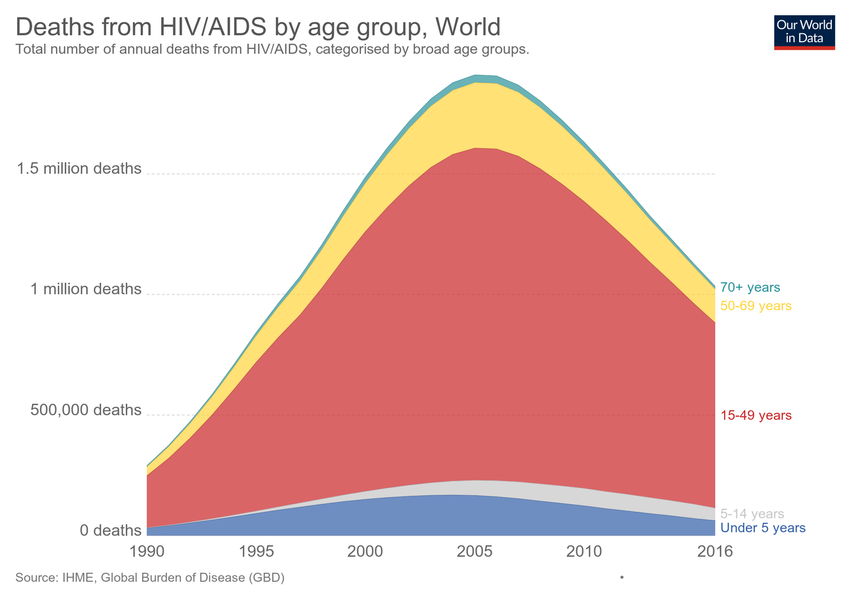 Deaths from HIV/AIDS by age group, World
Total number of annual deaths from HIV/AIDS, categorised by broad age groups.
Our World
in Data
1.5 million deaths
1 million deaths
500,000 deaths
0 deaths
70+ years
50-69 years
15-49 years
5-14 years
Under 5 years
1990 1995 2000 2005 2010 2016
Source: IHME, Global Burden of Disease (GBD)